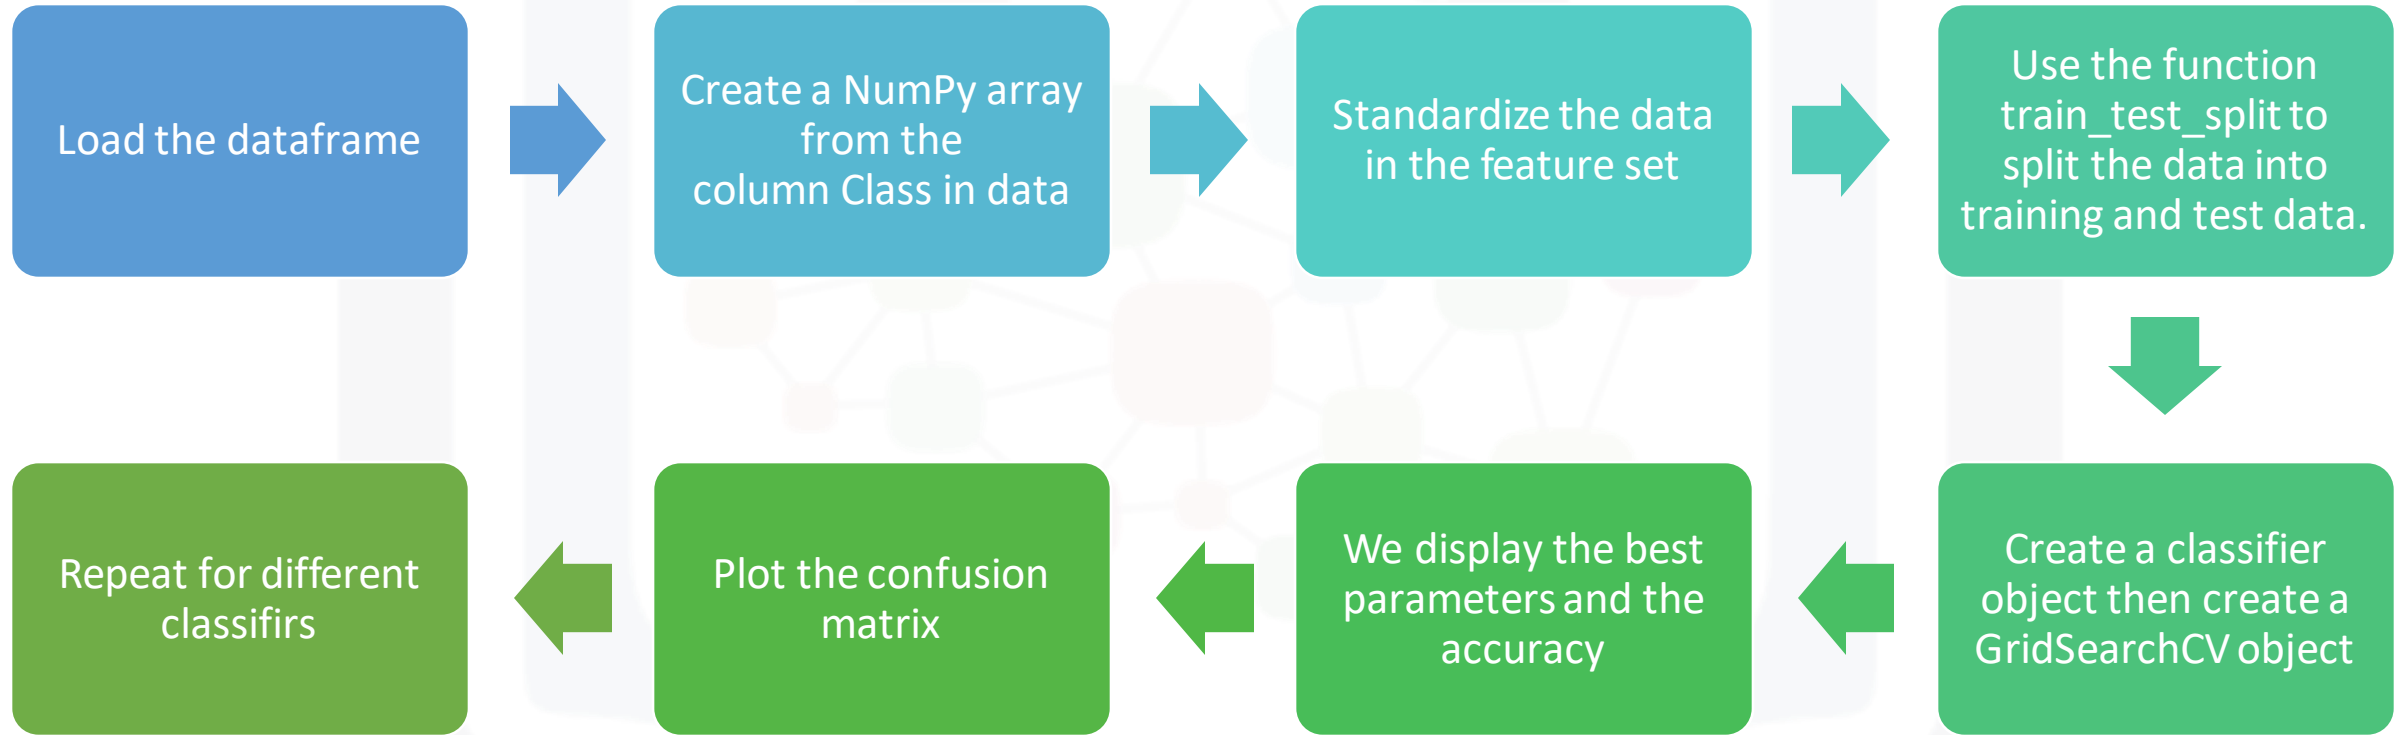 Load the dataframe
Create a NumPy array
from the
column Class in data
Standardize the data
in the feature set
Use the function
train_test_split to
split the data into
training and test data.
Create a classifier
object then create a
GridSearchCV object
We display the best
parameters and the
accuracy
Plot the confusion
matrix
Repeat for different
classifirs